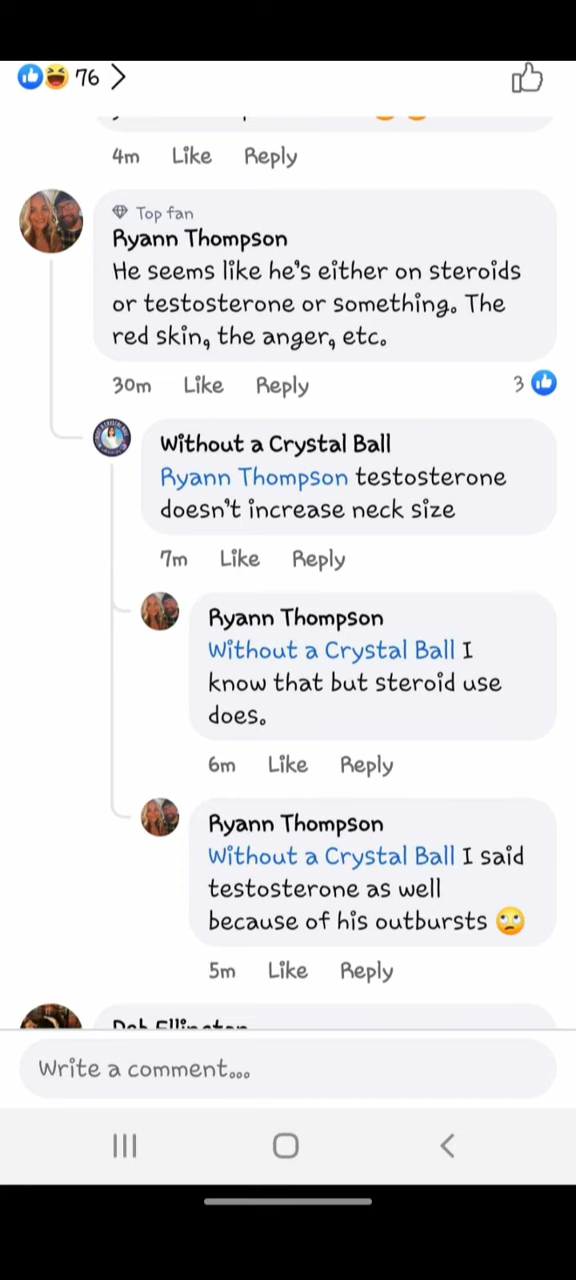 76
4m Like Reply
Top fan
Ryann Thompson
He seems like he's either on steroids
or testosterone or something. The
red skin, the anger, etc.
30m Like Reply 3
Without a Crystal Ball
Ryann Thompson testosterone
doesn't increase neck size
7m Like Reply
Ryann Thompson
Without a Crystal Ball I
know that but steroid use
does.
6m Like Reply
Ryann Thompson
Without a Crystal Ball I said
testosterone as well
because of his outbursts 🙄
5m Like Reply
Deb Ellington
Write a comment...